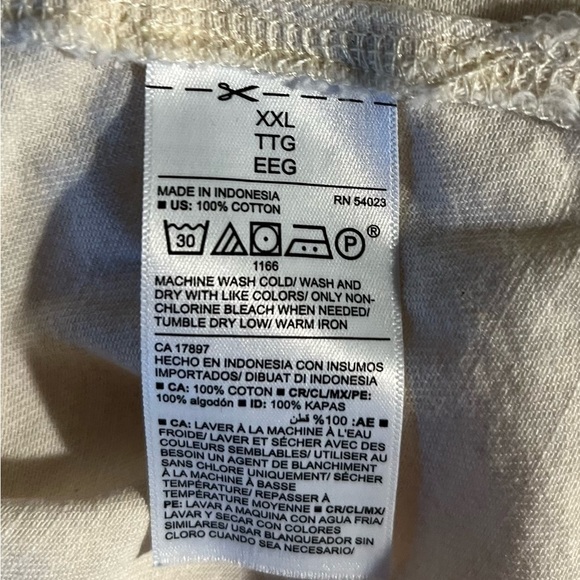 XXL
TTG
EEG
MADE IN INDONESIA RN 54023
■ US: 100% COTTON
30 P ®
1166
MACHINE WASH COLD/ WASH AND
DRY WITH LIKE COLORS/ ONLY NON-
CHLORINE BLEACH WHEN NEEDED/
TUMBLE DRY LOW/ WARM IRON
CA 17897
HECHO EN INDONESIA CON INSUMOS
IMPORTADOS/ DIBUAT DI INDONESIA
■ CA: 100% COTON ■ CR/CL/MX/PE:
100% algodón ■ ID: 100% KAPAS
■ AE: 100% قطن
■ CA: LAVER À LA MACHINE À L'EAU
FROIDE/ LAVER ET SÉCHER AVEC DES
COULEURS SEMBLABLES/ UTILISER AU
BESOIN UN AGENT DE BLANCHIMENT
SANS CHLORE UNIQUEMENT/ SÉCHER
À LA MACHINE À BASSE
TEMPÉRATURE/ REPASSER À
TEMPÉRATURE MOYENNE ■ CR/CL/MX/
PE: LAVAR A MAQUINA CON AGUA FRIA/
LAVAR Y SECAR CON COLORES
SIMILARES/ USAR BLANQUEADOR SIN
CLORO CUANDO SEA NECESARIO/